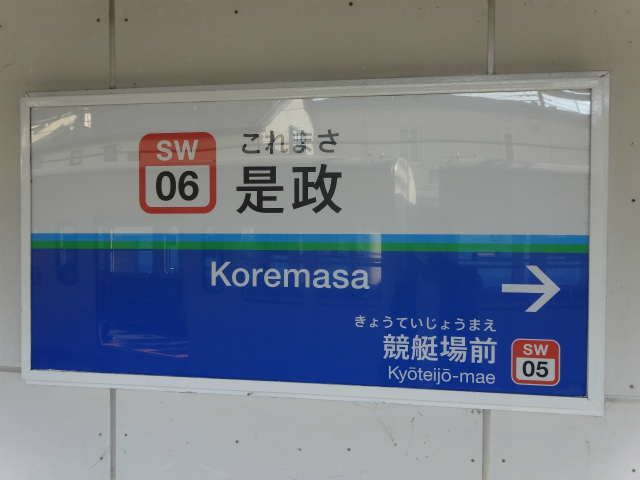 SW
06
これまさ
是政
Koremasa
きょうていじょうまえ
競艇場前
Kyōteijō-mae
SW
05